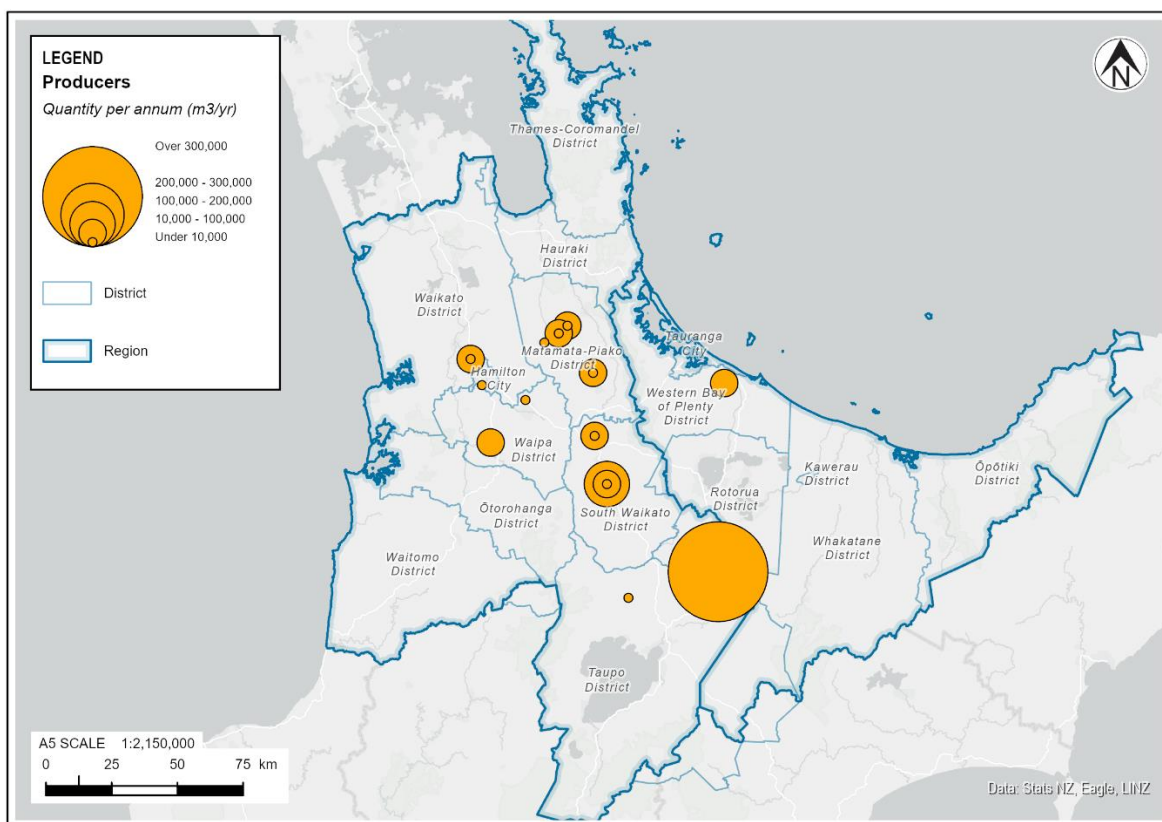 LEGEND
Producers
Quantity per annum (m3/yr)
Over 300,000
200,000 - 300,000
100,000 - 200,000
10,000 - 100,000
Under 10,000
District
Region
N
Thames-Coromandel
District
Hauraki
District
Waikato
District
Matamata-Piako
District
Tauranga
City
Hamilton
City
Western Bay
of Plenty
District
Waipa
District
Kawerau
District
Ōpōtiki
District
Rotorua
District
Ōtorohanga
District
South Waikato
District
Whakatane
District
Waitomo
District
Taupo
District
A5 SCALE 1:2,150,000
0 25 50 75 km
Data: Stats NZ, Eagle, LINZ